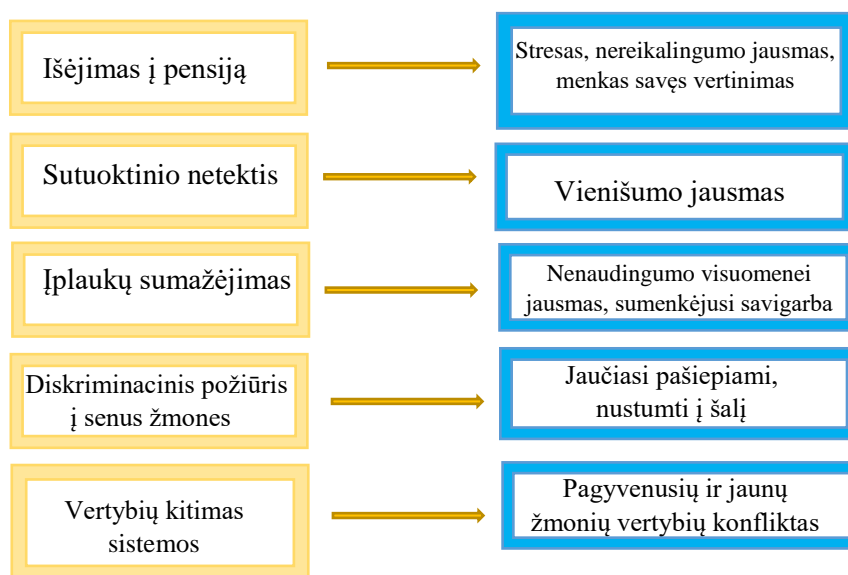 Išėjimas į pensiją
Stresas, nereikalingumo jausmas,
menkas savęs vertinimas
Sutuoktinio netektis
Vienišumo jausmas
Įplaukų sumažėjimas
Nenaudingumo visuomenei
jausmas, sumenkėjusi savigarba
Diskriminacinis požiūris
į senus žmones
Jaučiasi pašiepiami,
nustumti į šalį
Vertybių kitimas
sistemos
Pagyvenusių ir jaunų
žmonių vertybių konfliktas